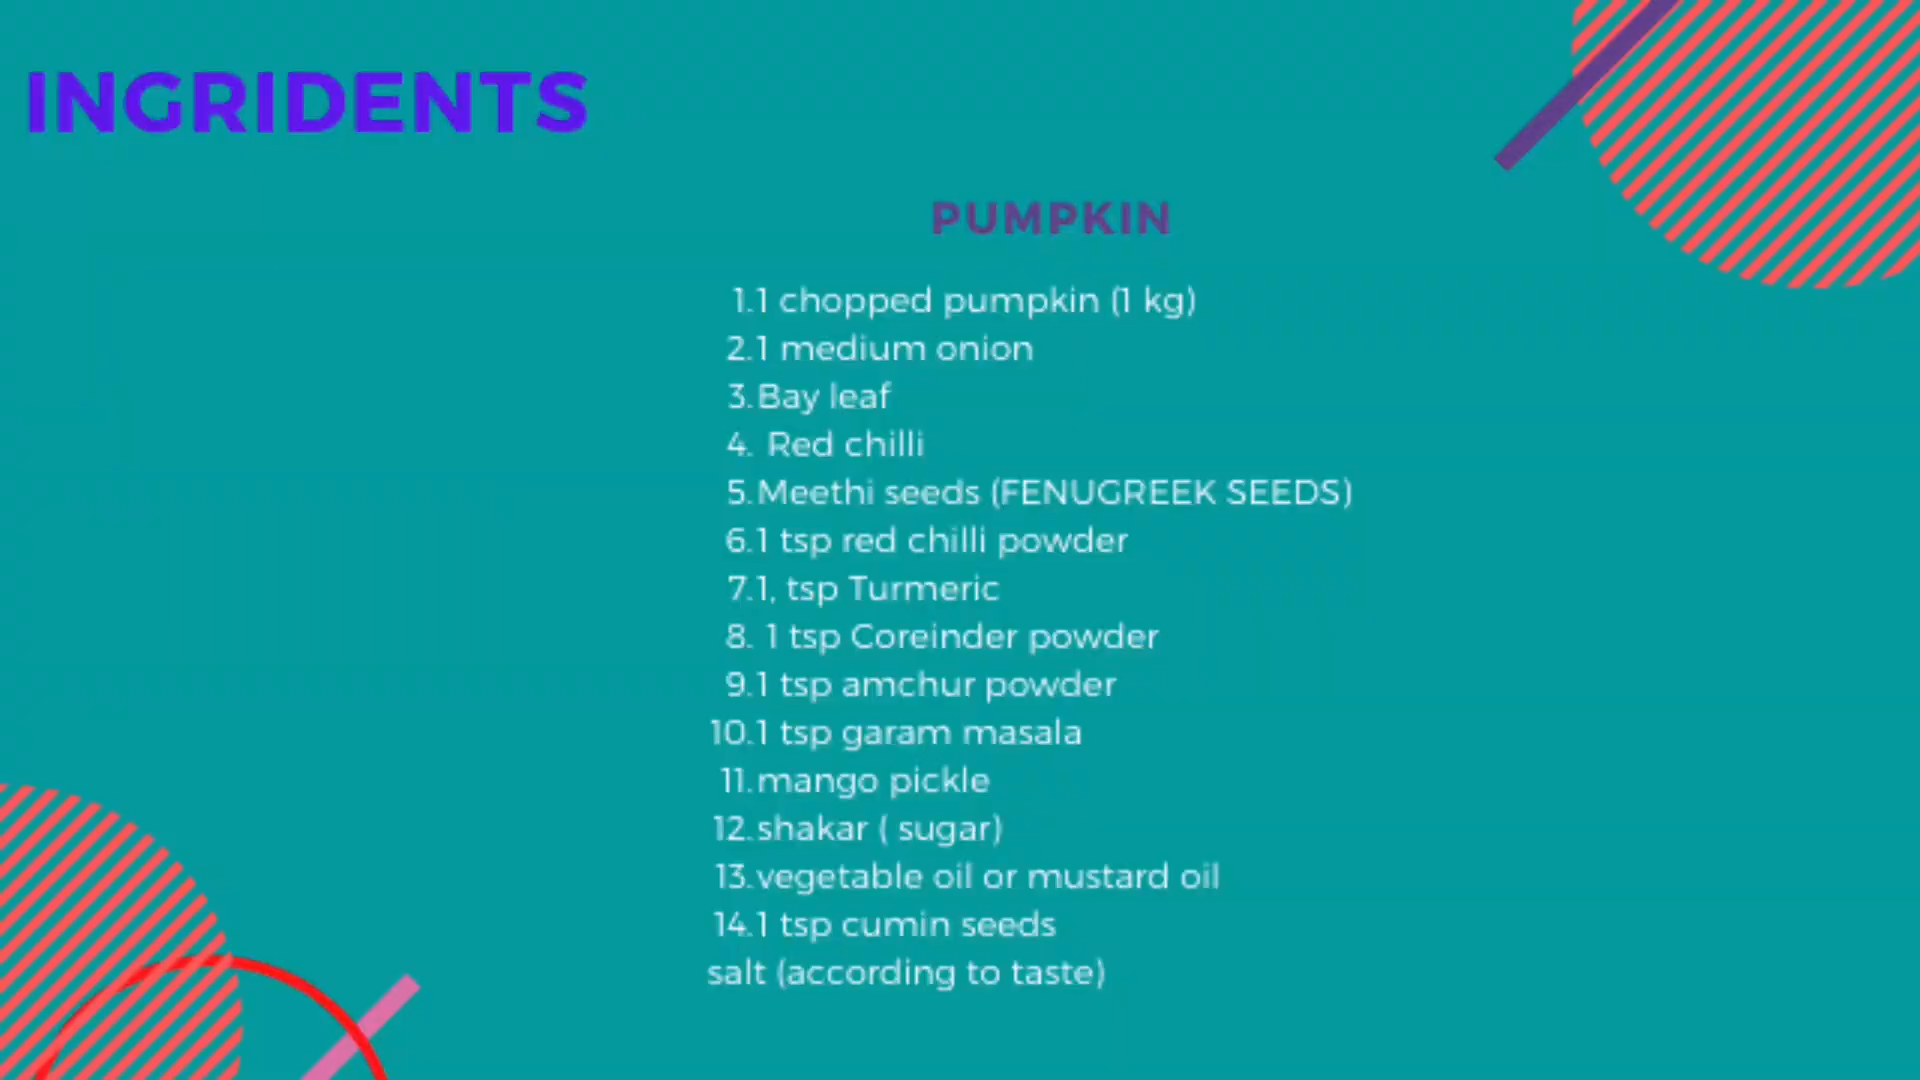 INGRIDENTS
PUMPKIN
1.1 chopped pumpkin (1 kg)
2.1 medium onion
3.Bay leaf
4. Red chilli
5.Meethi seeds (FENUGREEK SEEDS)
6.1 tsp red chilli powder
7.1, tsp Turmeric
8. 1 tsp Coreinder powder
9.1 tsp amchur powder
10.1 tsp garam masala
11.mango pickle
12.shakar ( sugar)
13.vegetable oil or mustard oil
14.1 tsp cumin seeds
salt (according to taste)